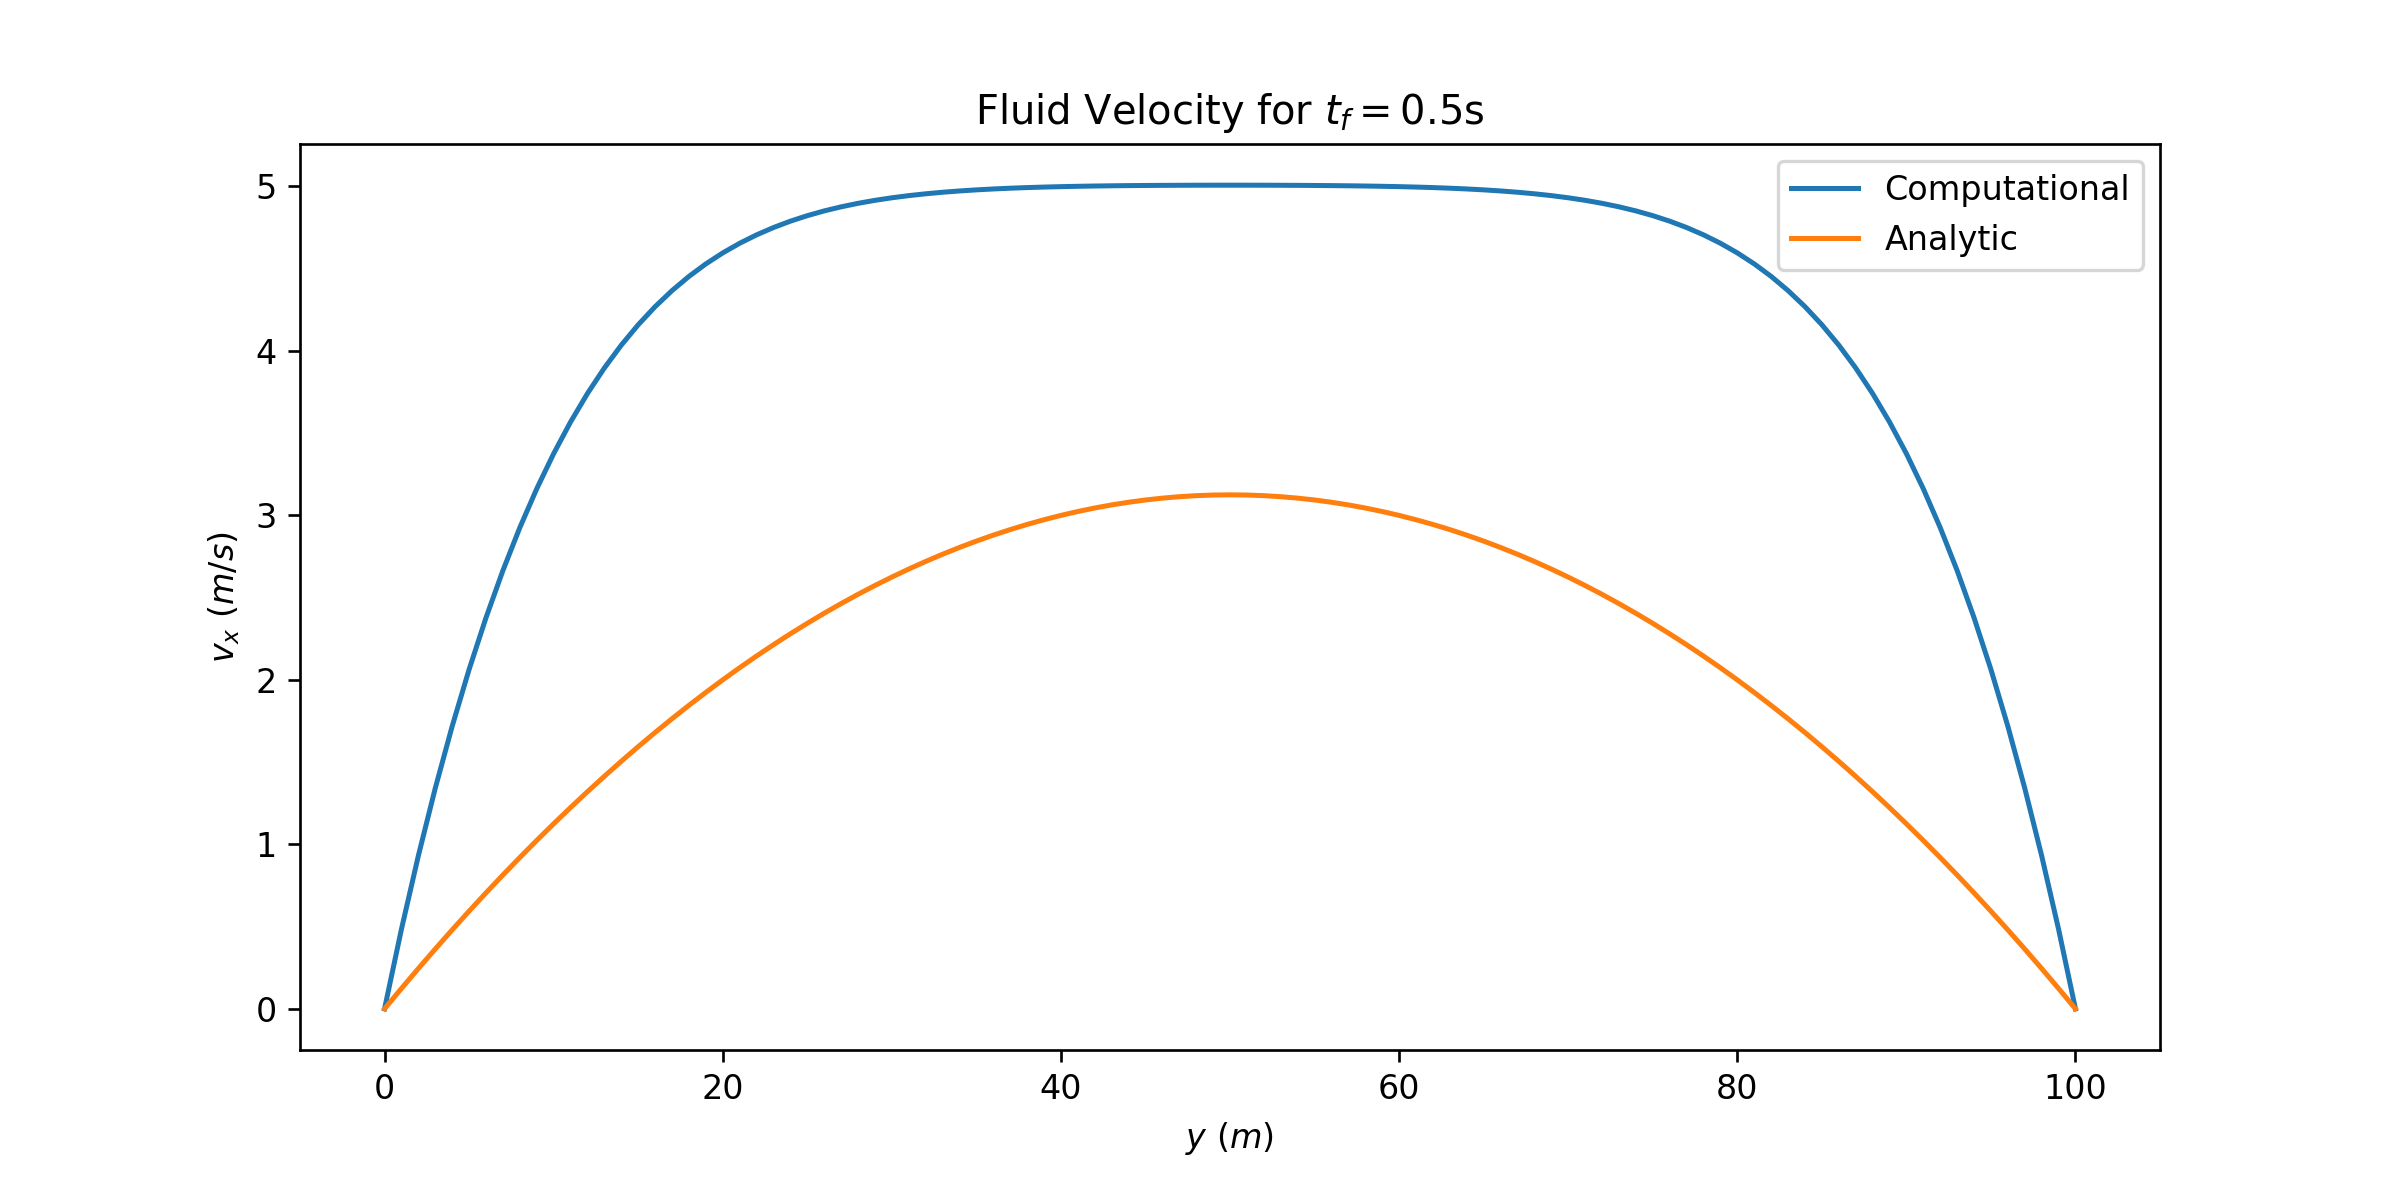 Fluid Velocity for t_f = 0.5s
Computational
Analytic
5
4
3
2
1
0
v_x (m/s)
0 20 40 60 80 100
y (m)